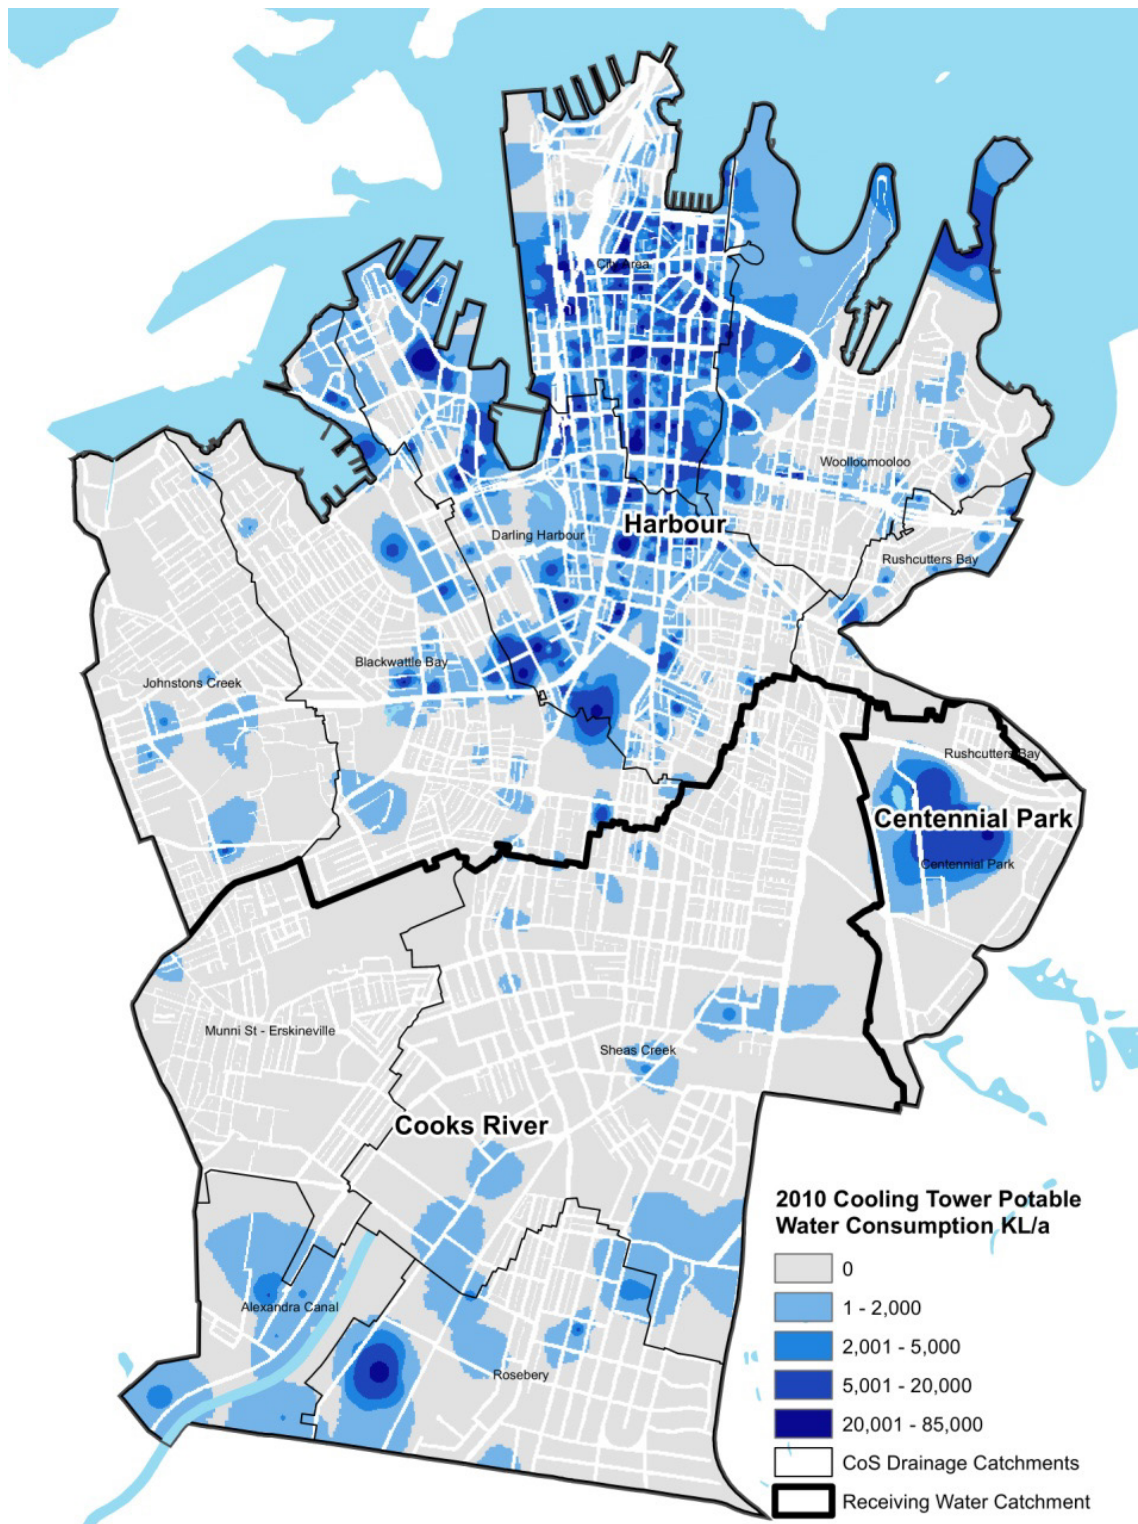 City Area
Woolloomooloo
Harbour
Darling Harbour
Rushcutters Bay
Blackwattle Bay
Johnstons Creek
Rushcutters Bay
Centennial Park
Centennial Park
Munni St - Erskineville
Sheas Creek
Cooks River
Alexandra Canal
Rosebery
2010 Cooling Tower Potable
Water Consumption KL/a
0
1 - 2,000
2,001 - 5,000
5,001 - 20,000
20,001 - 85,000
CoS Drainage Catchments
Receiving Water Catchment